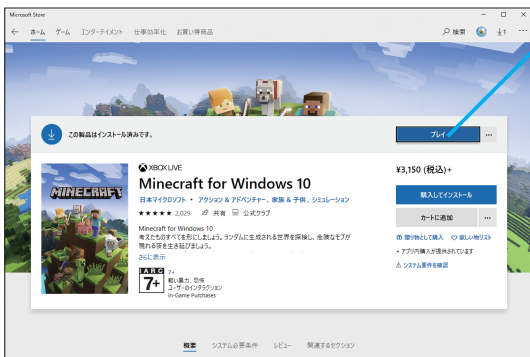 Microsoft Store
ホーム ゲーム エンターテイメント 仕事効率化 お買い得商品
検索 1
この製品はインストール済みです。
プレイ
MINECRAFT
XBOX LIVE
Minecraft for Windows 10
日本マイクロソフト • アクション & アドベンチャー、家族 & 子供、シミュレーション
★★★★★ 2,029 共有 公式クラブ
Minecraft for Windows 10
考えたものすべてを形にしましょう。ランダムに生成される世界を探検し、危険なモブが
現れる夜を生き延びましょう。
さらに表示
IARC
7+
7+
軽い暴力、恐怖
ユーザーのインタラクション
In-Game Purchases
¥3,150 (税込)+
購入してインストール
カートに追加
贈り物として購入 欲しい物リスト
+ アプリ内購入が提供されています
システム要件を確認
概要 システム必要条件 レビュー 関連するセクション